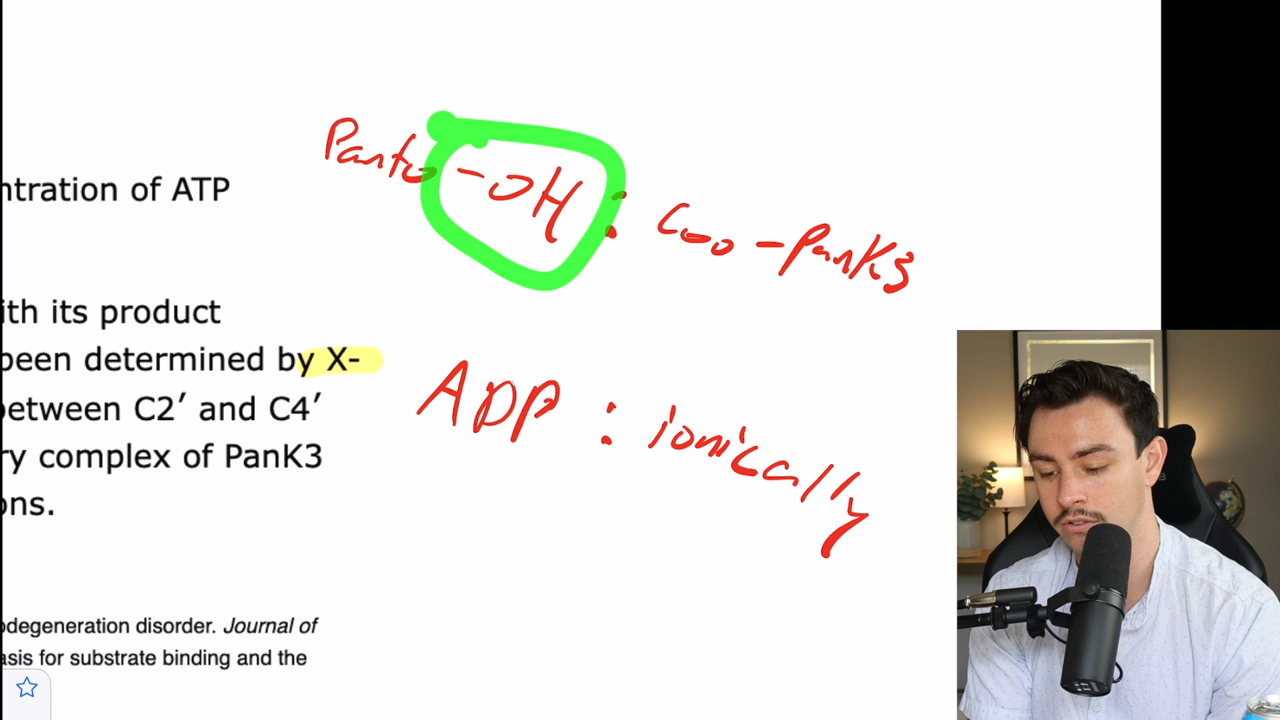 Panto-OH : Coo-PanK3
ntration of ATP
ith its product
been determined by X-
between C2′ and C4′
ADP : ionically
ry complex of PanK3
ons.
odegeneration disorder. Journal of
asis for substrate binding and the